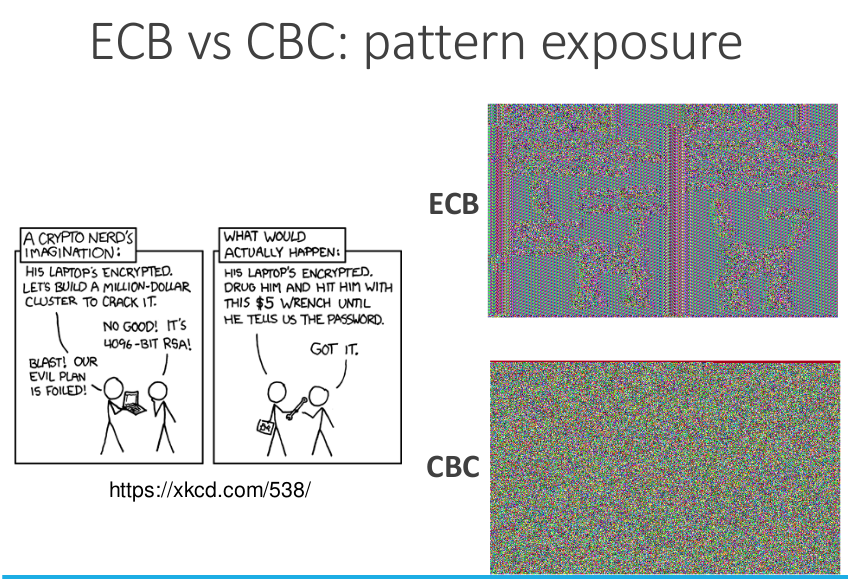 ECB vs CBC: pattern exposure
A CRYPTO NERD'S
IMAGINATION:
HIS LAPTOP'S ENCRYPTED.
LET'S BUILD A MILLION-DOLLAR
CLUSTER TO CRACK IT.
NO GOOD! IT'S
4096-BIT RSA!
BLAST! OUR
EVIL PLAN
IS FOILED!
WHAT WOULD
ACTUALLY HAPPEN:
HIS LAPTOP'S ENCRYPTED.
DRUG HIM AND HIT HIM WITH
THIS $5 WRENCH UNTIL
HE TELLS US THE PASSWORD.
GOT IT.
https://xkcd.com/538/
ECB
CBC